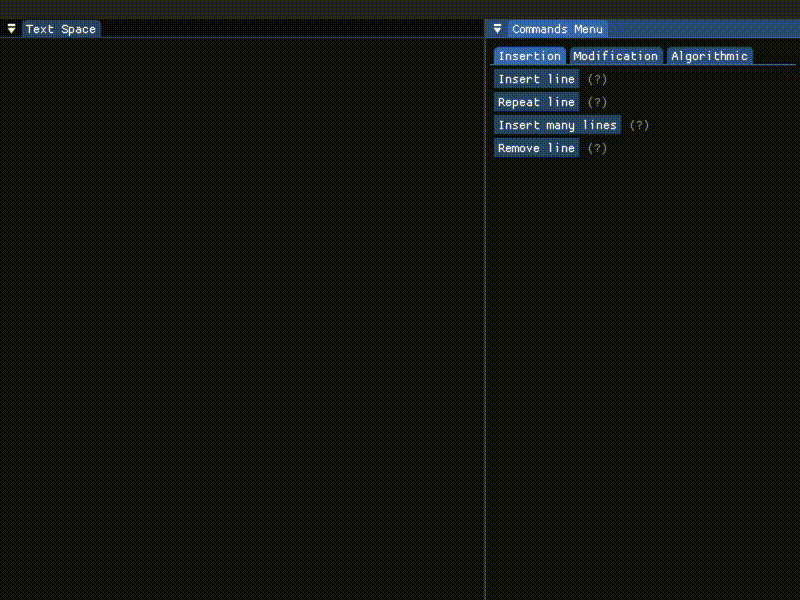 Text Space
Commands Menu
Insertion Modification Algorithmic
Insert line (?)
Repeat line (?)
Insert many lines (?)
Remove line (?)